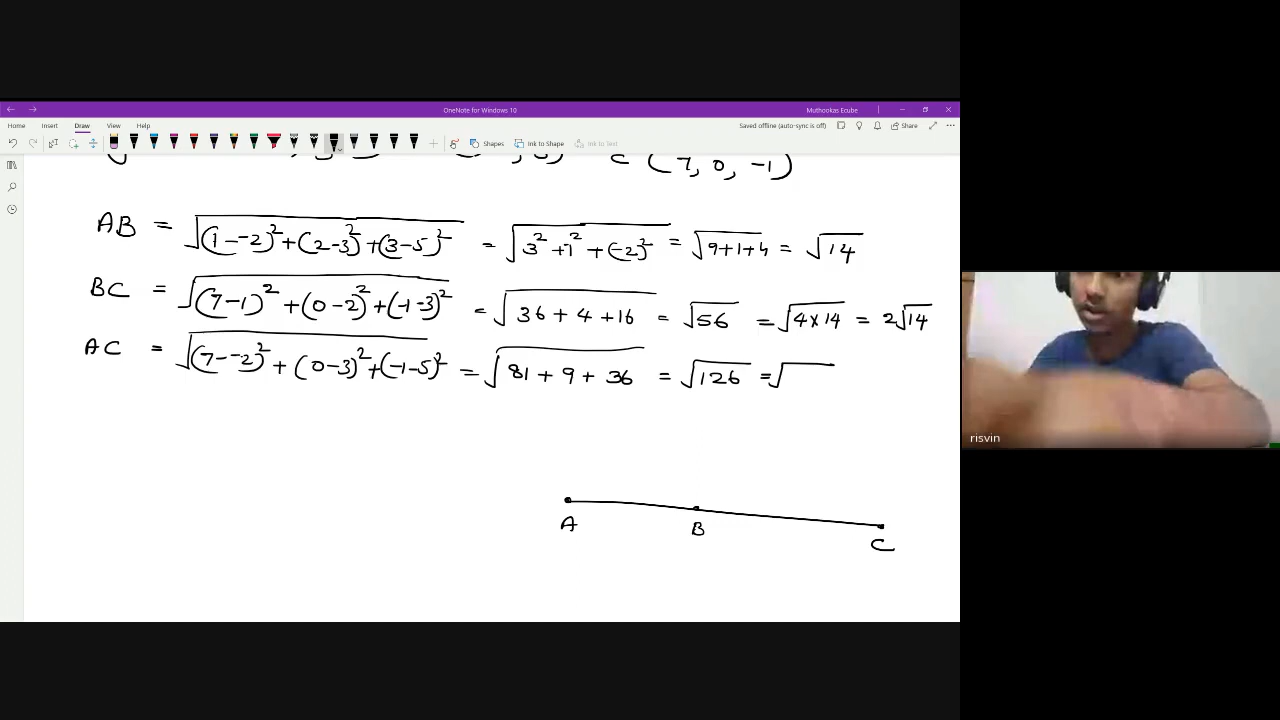 OneNote for Windows 10
Muthookas Ecube
Home Insert Draw View Help
Saved offline (auto-sync is off) Share
Shapes Ink to Shape Ink to Text
C (7, 0, -1)
AB = √((1--2)²+(2-3)²+(3-5)²) = √(3²+1²+(-2)²) = √(9+1+4) = √14
BC = √((7-1)²+(0-2)²+(-1-3)²) = √(36+4+16) = √56 = √(4×14) = 2√14
AC = √((7--2)²+(0-3)²+(-1-5)²) = √(81+9+36) = √126 = √
A B C
risvin